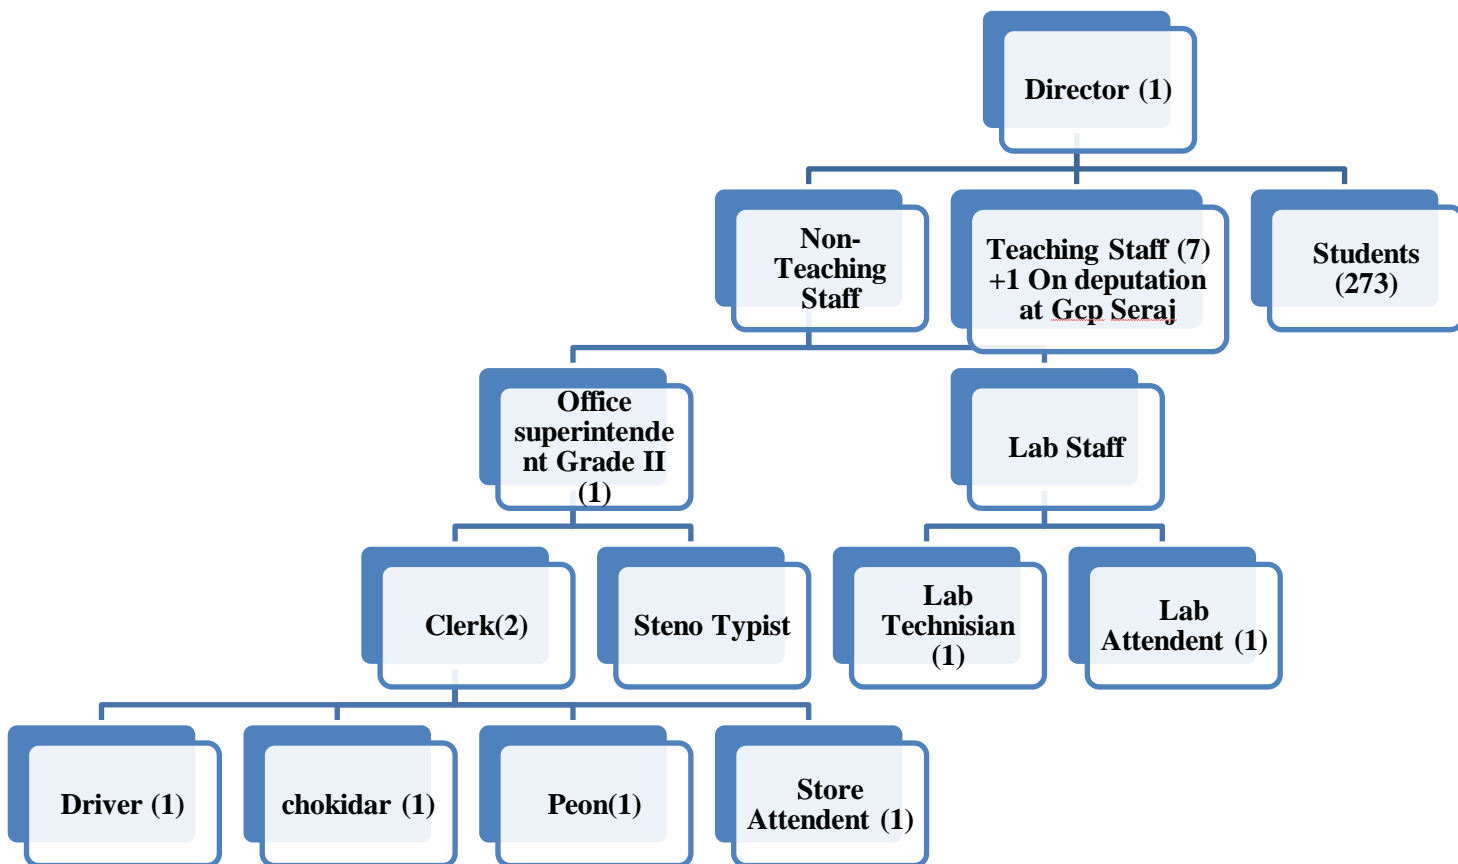 Director (1)
Non-
Teaching
Staff
Teaching Staff (7)
+1 On deputation
at Gcp Seraj
Students
(273)
Office
superintende
nt Grade II
(1)
Lab Staff
Clerk(2)
Steno Typist
Lab
Technisian
(1)
Lab
Attendent (1)
Driver (1)
chokidar (1)
Peon(1)
Store
Attendent (1)